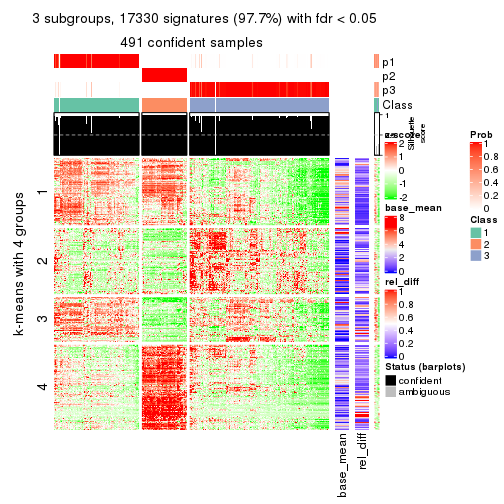 3 subgroups, 17330 signatures (97.7%) with fdr < 0.05
491 confident samples
p1
p2
p3
Class
1
Silhouette
score
z-score
2
1
0
-1
-2
Prob
1
0.8
0.6
0.4
0.2
0
base_mean
8
6
4
2
0
Class
1
2
3
rel_diff
1
0.8
0.6
0.4
0.2
0
Status (barplots)
confident
ambiguous
k-means with 4 groups
1
2
3
4
base_mean
rel_diff